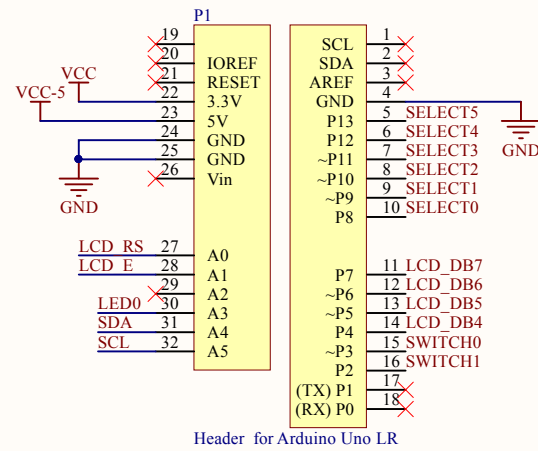 P1
19
20 IOREF
21 RESET
VCC 22 3.3V
VCC-5 23 5V
24 GND
25 GND
26 Vin
GND
LCD_RS 27 A0
LCD_E 28 A1
29 A2
LED0 30 A3
SDA 31 A4
SCL 32 A5
SCL 1
SDA 2
AREF 3
GND 4
P13 5 SELECT5
P12 6 SELECT4
~P11 7 SELECT3
~P10 8 SELECT2
~P9 9 SELECT1
P8 10 SELECT0
GND
P7 11 LCD_DB7
~P6 12 LCD_DB6
~P5 13 LCD_DB5
P4 14 LCD_DB4
~P3 15 SWITCH0
P2 16 SWITCH1
(TX) P1 17
(RX) P0 18
Header for Arduino Uno LR